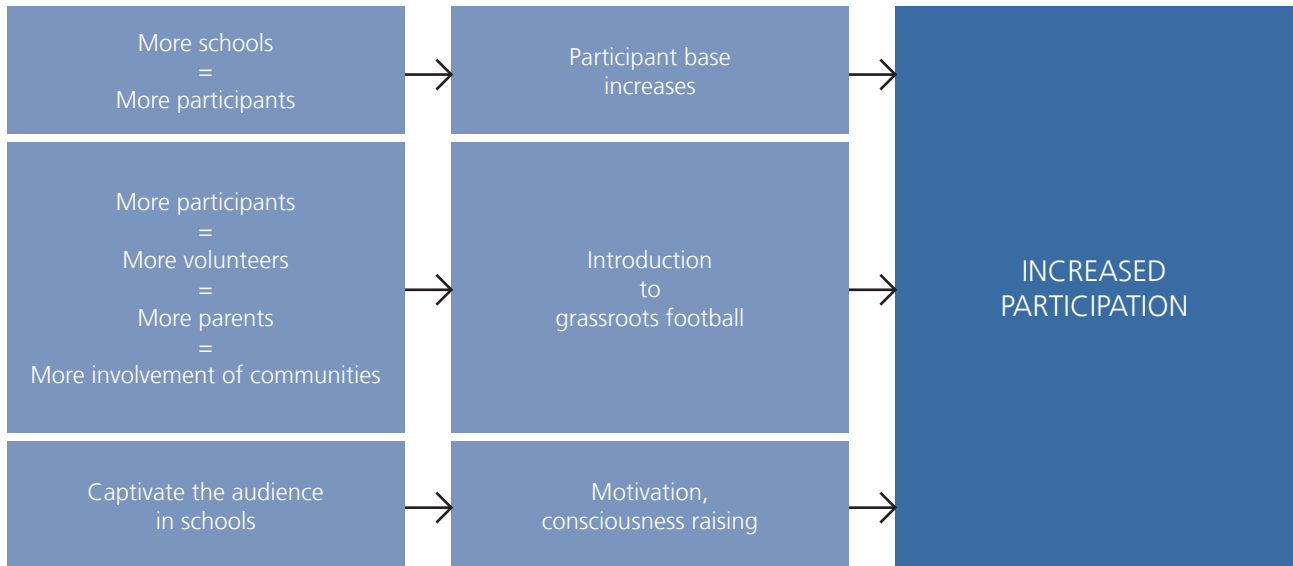 More schools
=
More participants
Participant base
increases
More participants
=
More volunteers
=
More parents
=
More involvement of communities
Introduction
to
grassroots football
Captivate the audience
in schools
Motivation,
consciousness raising
INCREASED
PARTICIPATION